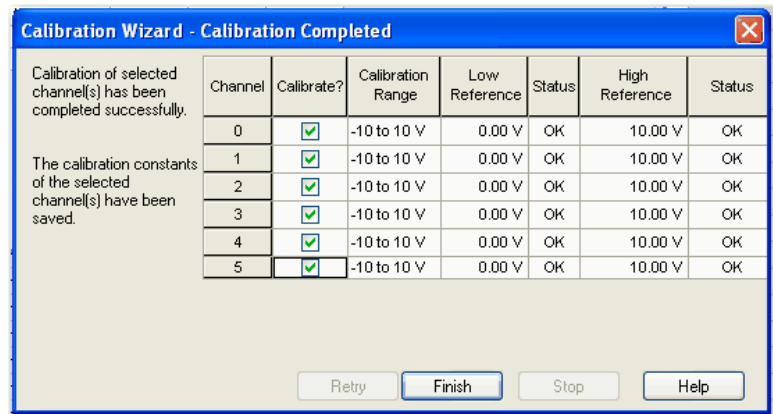 Calibration Wizard - Calibration Completed
Calibration of selected
channel(s) has been
completed successfully.
The calibration constants
of the selected
channel(s) have been
saved.
Channel Calibrate? Calibration Range Low Reference Status High Reference Status
0 -10 to 10 V 0.00 V OK 10.00 V OK
1 -10 to 10 V 0.00 V OK 10.00 V OK
2 -10 to 10 V 0.00 V OK 10.00 V OK
3 -10 to 10 V 0.00 V OK 10.00 V OK
4 -10 to 10 V 0.00 V OK 10.00 V OK
5 -10 to 10 V 0.00 V OK 10.00 V OK
Retry Finish Stop Help